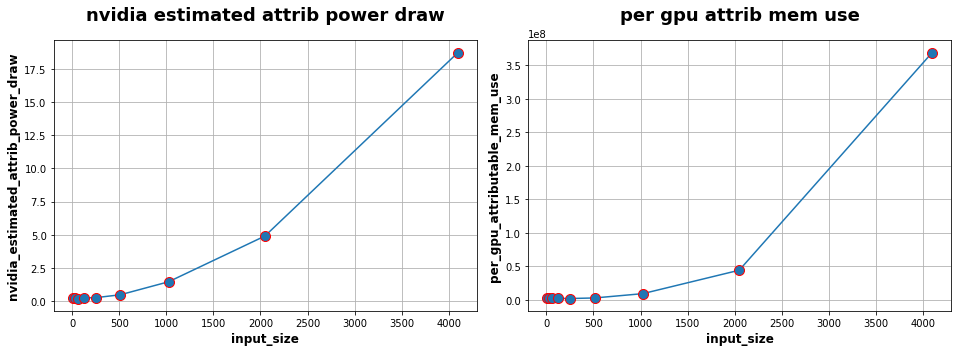 nvidia estimated attrib power draw
nvidia_estimated_attrib_power_draw
17.5
15.0
12.5
10.0
7.5
5.0
2.5
0.0
0 500 1000 1500 2000 2500 3000 3500 4000
input_size
per gpu attrib mem use
1e8
per_gpu_attributable_mem_use
3.5
3.0
2.5
2.0
1.5
1.0
0.5
0.0
0 500 1000 1500 2000 2500 3000 3500 4000
input_size